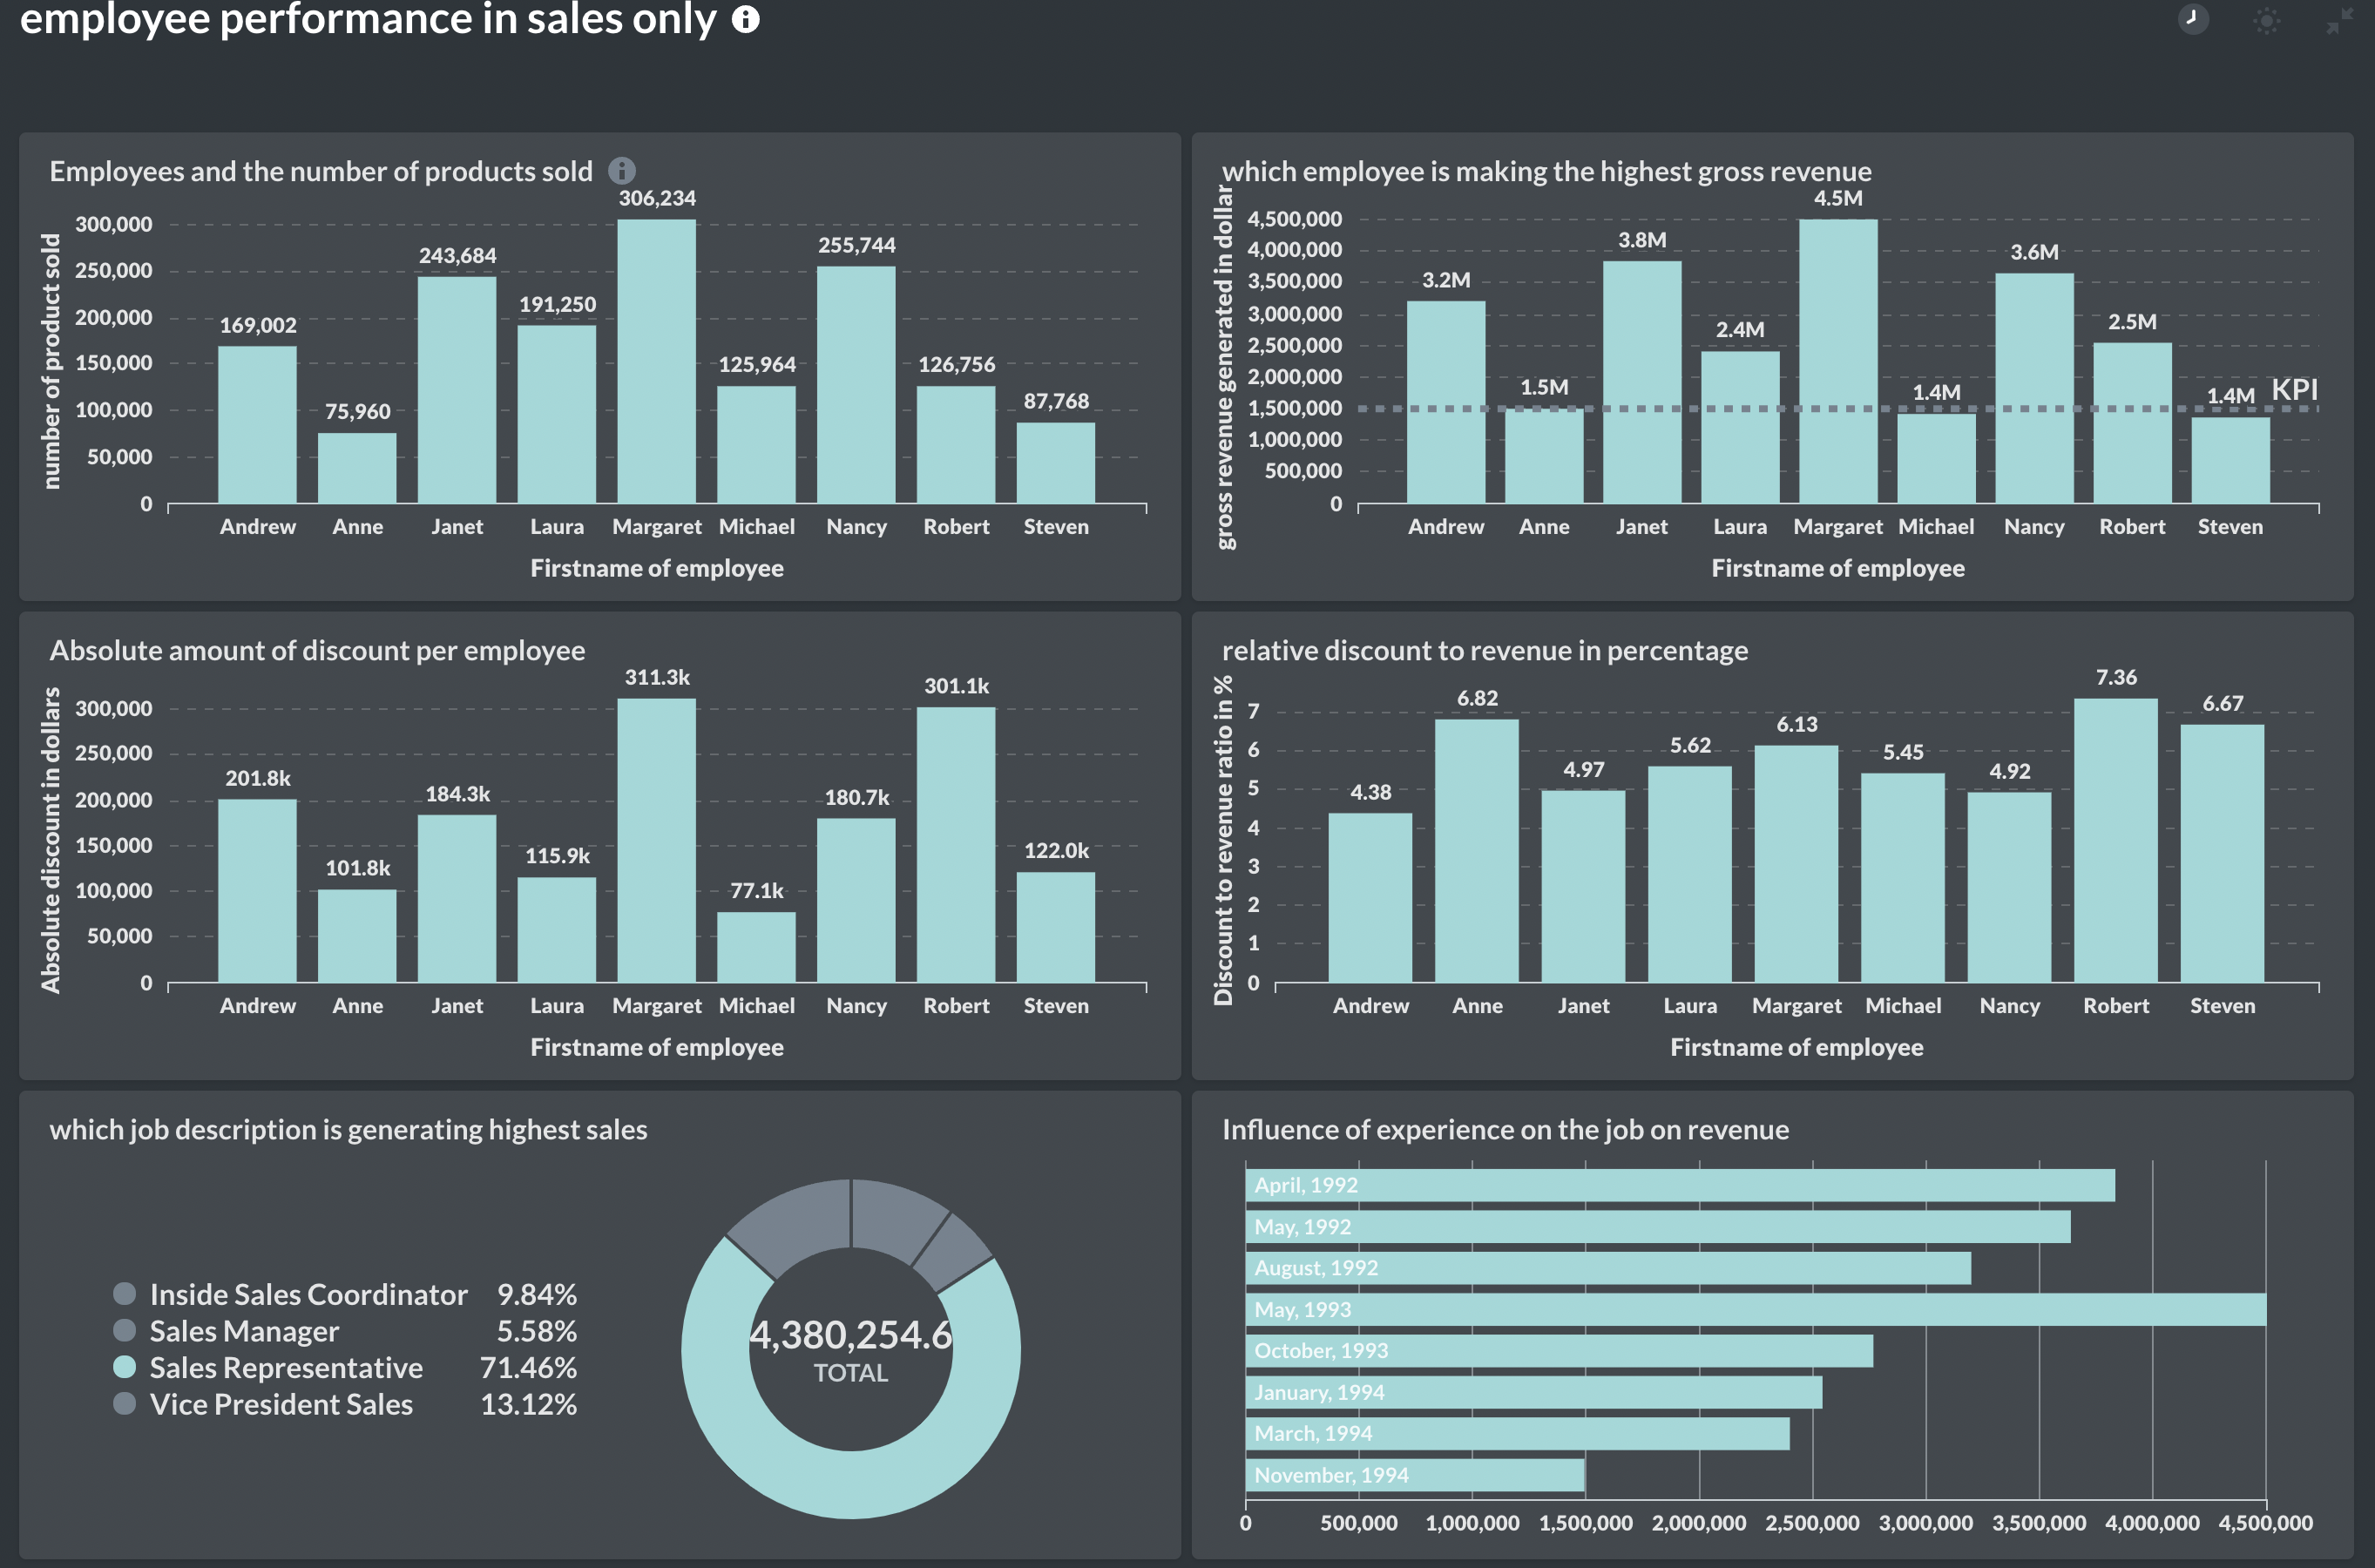 employee performance in sales only
Employees and the number of products sold
number of product sold
300,000
250,000
200,000
150,000
100,000
50,000
0
169,002
75,960
243,684
191,250
306,234
125,964
255,744
126,756
87,768
Andrew Anne Janet Laura Margaret Michael Nancy Robert Steven
Firstname of employee
which employee is making the highest gross revenue
gross revenue generated in dollar
4,500,000
4,000,000
3,500,000
3,000,000
2,500,000
2,000,000
1,500,000
1,000,000
500,000
0
3.2M
1.5M
3.8M
2.4M
4.5M
1.4M
3.6M
2.5M
1.4M
KPI
Andrew Anne Janet Laura Margaret Michael Nancy Robert Steven
Firstname of employee
Absolute amount of discount per employee
Absolute discount in dollars
300,000
250,000
200,000
150,000
100,000
50,000
0
201.8k
101.8k
184.3k
115.9k
311.3k
77.1k
180.7k
301.1k
122.0k
Andrew Anne Janet Laura Margaret Michael Nancy Robert Steven
Firstname of employee
relative discount to revenue in percentage
Discount to revenue ratio in %
7
6
5
4
3
2
1
0
4.38
6.82
4.97
5.62
6.13
5.45
4.92
7.36
6.67
Andrew Anne Janet Laura Margaret Michael Nancy Robert Steven
Firstname of employee
which job description is generating highest sales
Inside Sales Coordinator 9.84%
Sales Manager 5.58%
Sales Representative 71.46%
Vice President Sales 13.12%
4,380,254.6
TOTAL
Influence of experience on the job on revenue
April, 1992
May, 1992
August, 1992
May, 1993
October, 1993
January, 1994
March, 1994
November, 1994
0 500,000 1,000,000 1,500,000 2,000,000 2,500,000 3,000,000 3,500,000 4,000,000 4,500,000